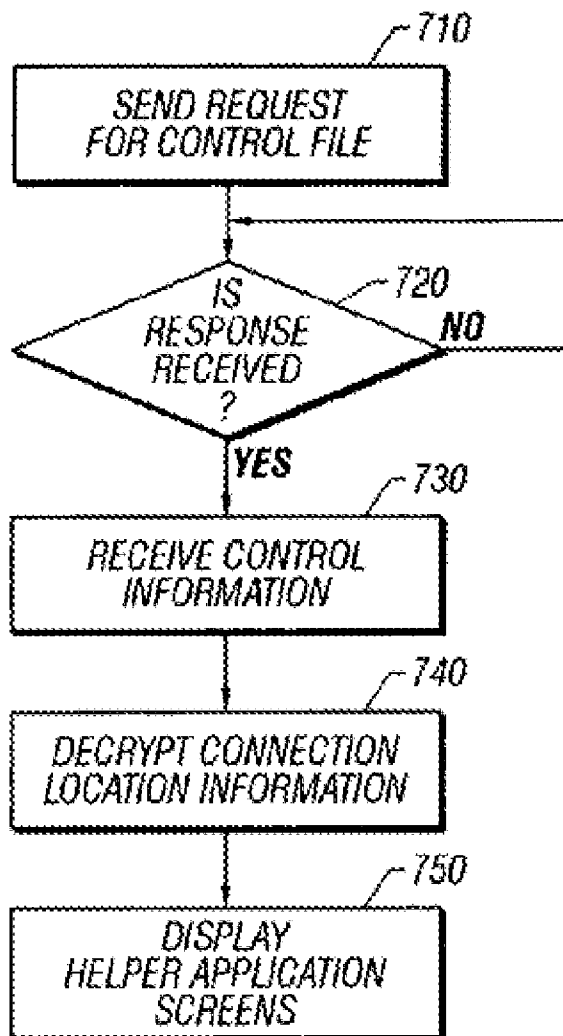 710
SEND REQUEST
FOR CONTROL FILE
720
IS
RESPONSE
RECEIVED
?
NO
YES
730
RECEIVE CONTROL
INFORMATION
740
DECRYPT CONNECTION
LOCATION INFORMATION
750
DISPLAY
HELPER APPLICATION
SCREENS